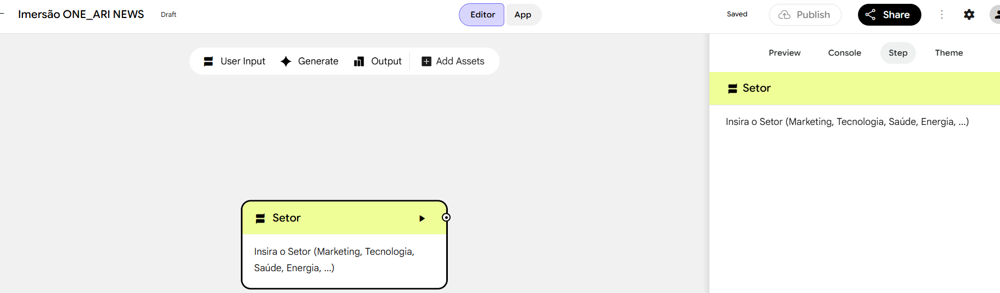 Imersão ONE_ARI NEWS
Draft
Editor
App
Saved
Publish
Share
User Input
Generate
Output
Add Assets
Preview
Console
Step
Theme
Setor
Insira o Setor (Marketing, Tecnologia, Saúde, Energia, ...)
Setor
Insira o Setor (Marketing, Tecnologia,
Saúde, Energia, ...)